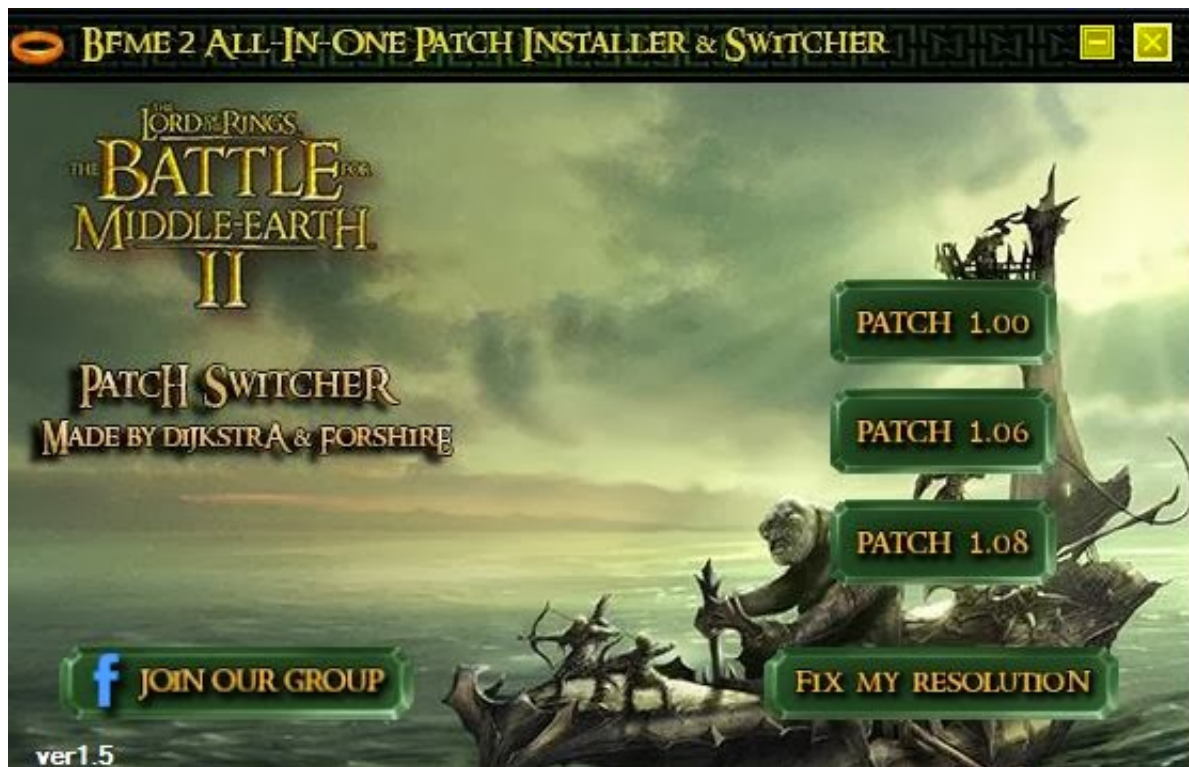 BFME 2 ALL-IN-ONE PATCH INSTALLER & SWITCHER
THE
LORD OF THE RINGS
THE BATTLE FOR
MIDDLE-EARTH
II
PATCH 1.00
PATCH SWITCHER
MADE BY DIJKSTRA & FORSHIRE
PATCH 1.06
PATCH 1.08
f JOIN OUR GROUP
FIX MY RESOLUTION
ver1.5